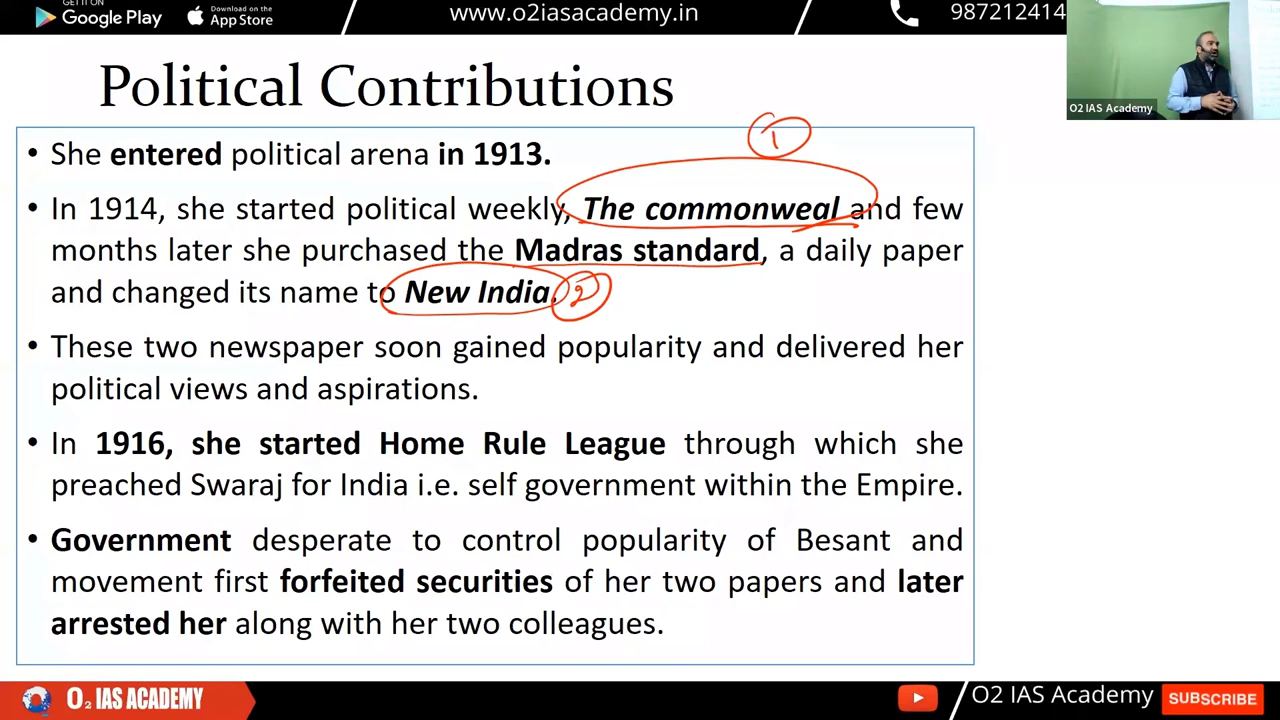 GET IT ON
Google Play
Download on the
App Store
www.o2iasacademy.in
987212414
O2 IAS Academy
Political Contributions
1
• She entered political arena in 1913.
• In 1914, she started political weekly, The commonweal and few
months later she purchased the Madras standard, a daily paper
and changed its name to New India.
2
• These two newspaper soon gained popularity and delivered her
political views and aspirations.
• In 1916, she started Home Rule League through which she
preached Swaraj for India i.e. self government within the Empire.
• Government desperate to control popularity of Besant and
movement first forfeited securities of her two papers and later
arrested her along with her two colleagues.
O2 IAS ACADEMY
O2 IAS Academy
SUBSCRIBE